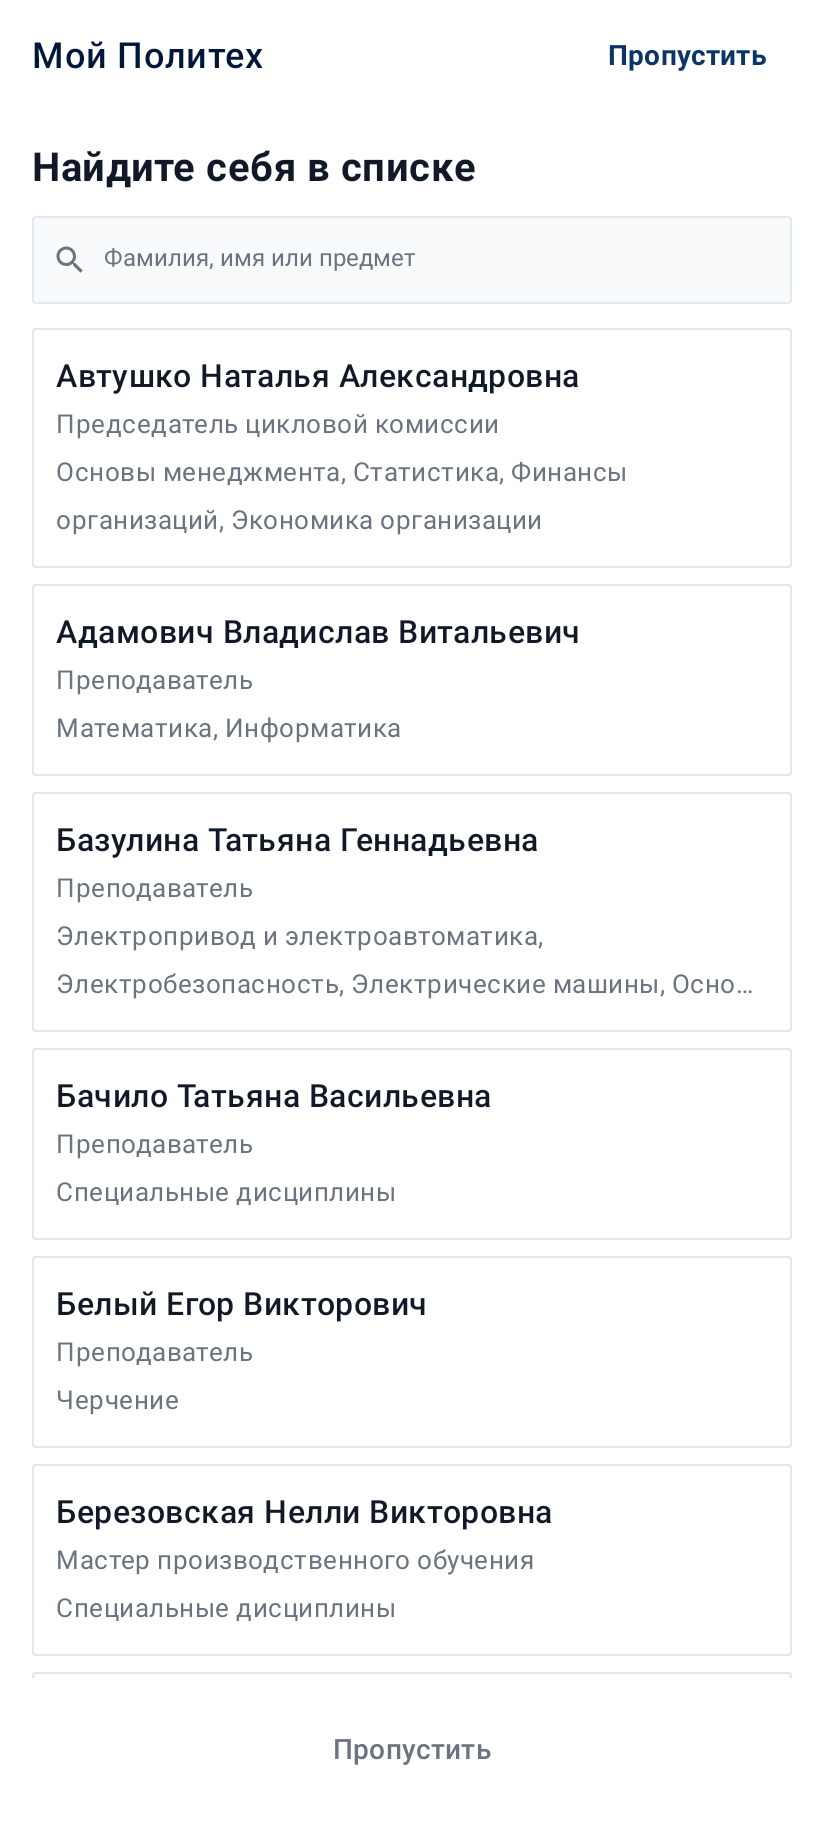 Мой Политех
Пропустить
Найдите себя в списке
Фамилия, имя или предмет
Автушко Наталья Александровна
Председатель цикловой комиссии
Основы менеджмента, Статистика, Финансы
организаций, Экономика организации
Адамович Владислав Витальевич
Преподаватель
Математика, Информатика
Базулина Татьяна Геннадьевна
Преподаватель
Электропривод и электроавтоматика,
Электробезопасность, Электрические машины, Осно…
Бачило Татьяна Васильевна
Преподаватель
Специальные дисциплины
Белый Егор Викторович
Преподаватель
Черчение
Березовская Нелли Викторовна
Мастер производственного обучения
Специальные дисциплины
Пропустить